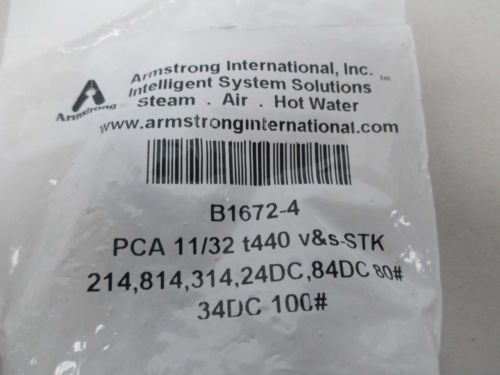 Armstrong International, Inc. ™
Intelligent System Solutions
Steam . Air . Hot Water
Armstrong
www.armstronginternational.com
B1672-4
PCA 11/32 t440 v&s-STK
214,814,314,24DC,84DC 80#
34DC 100#